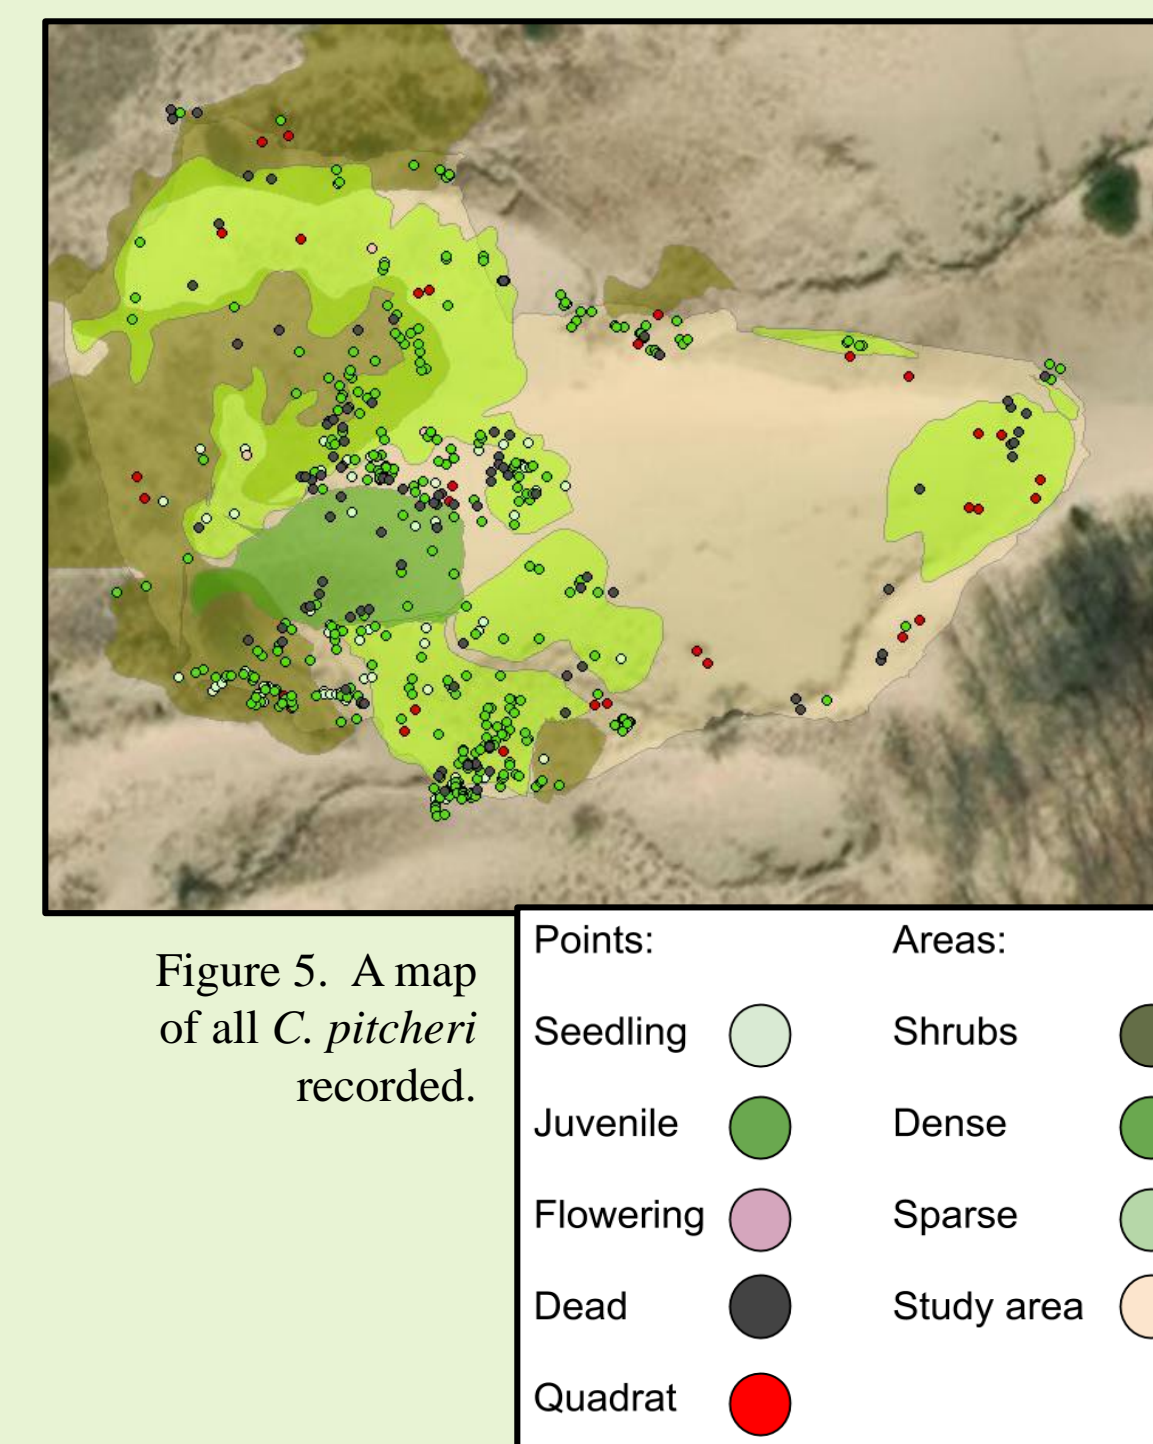 Figure 5. A map
of all C. pitcheri
recorded.
Points:
Areas:
Seedling
Shrubs
Juvenile
Dense
Flowering
Sparse
Dead
Study area
Quadrat